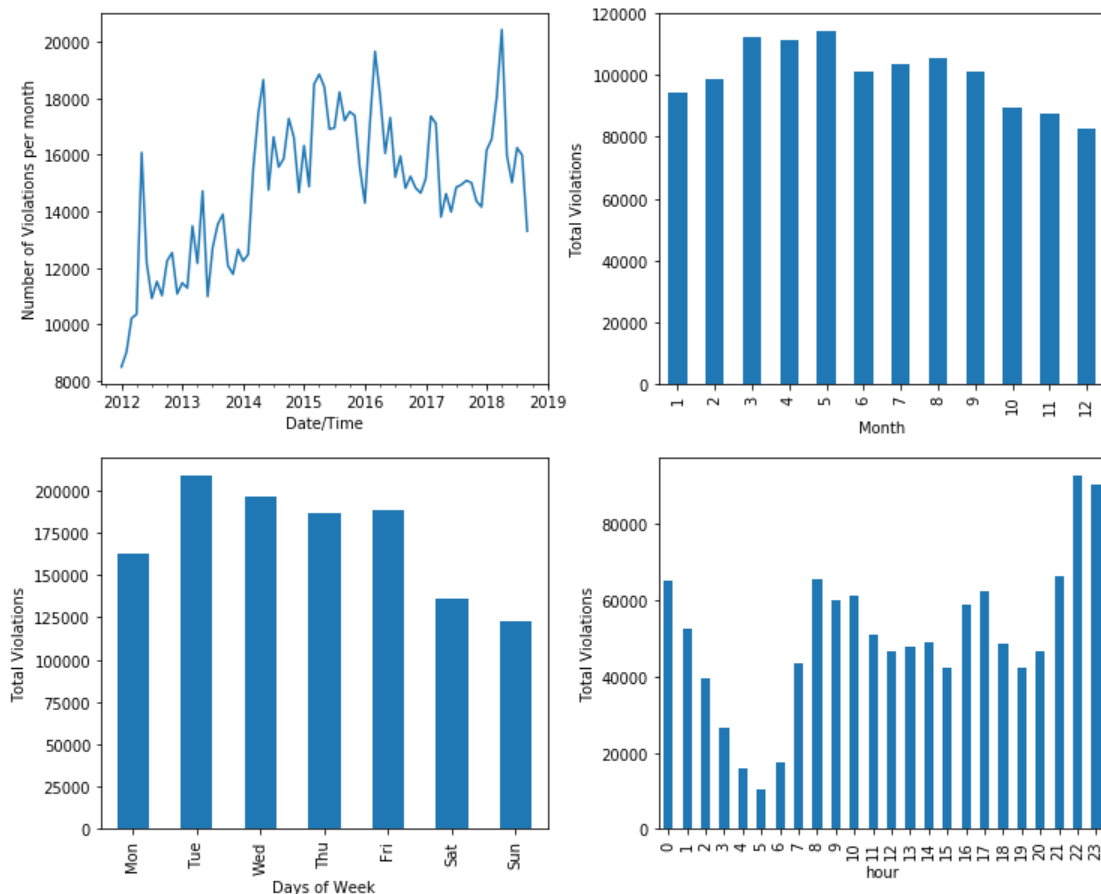 Number of Violations per month
20000
18000
16000
14000
12000
10000
8000
2012 2013 2014 2015 2016 2017 2018 2019
Date/Time
Total Violations
120000
100000
80000
60000
40000
20000
0
1 2 3 4 5 6 7 8 9 10 11 12
Month
Total Violations
200000
175000
150000
125000
100000
75000
50000
25000
0
Mon Tue Wed Thu Fri Sat Sun
Days of Week
Total Violations
80000
60000
40000
20000
0
0 1 2 3 4 5 6 7 8 9 10 11 12 13 14 15 16 17 18 19 20 21 22 23
hour